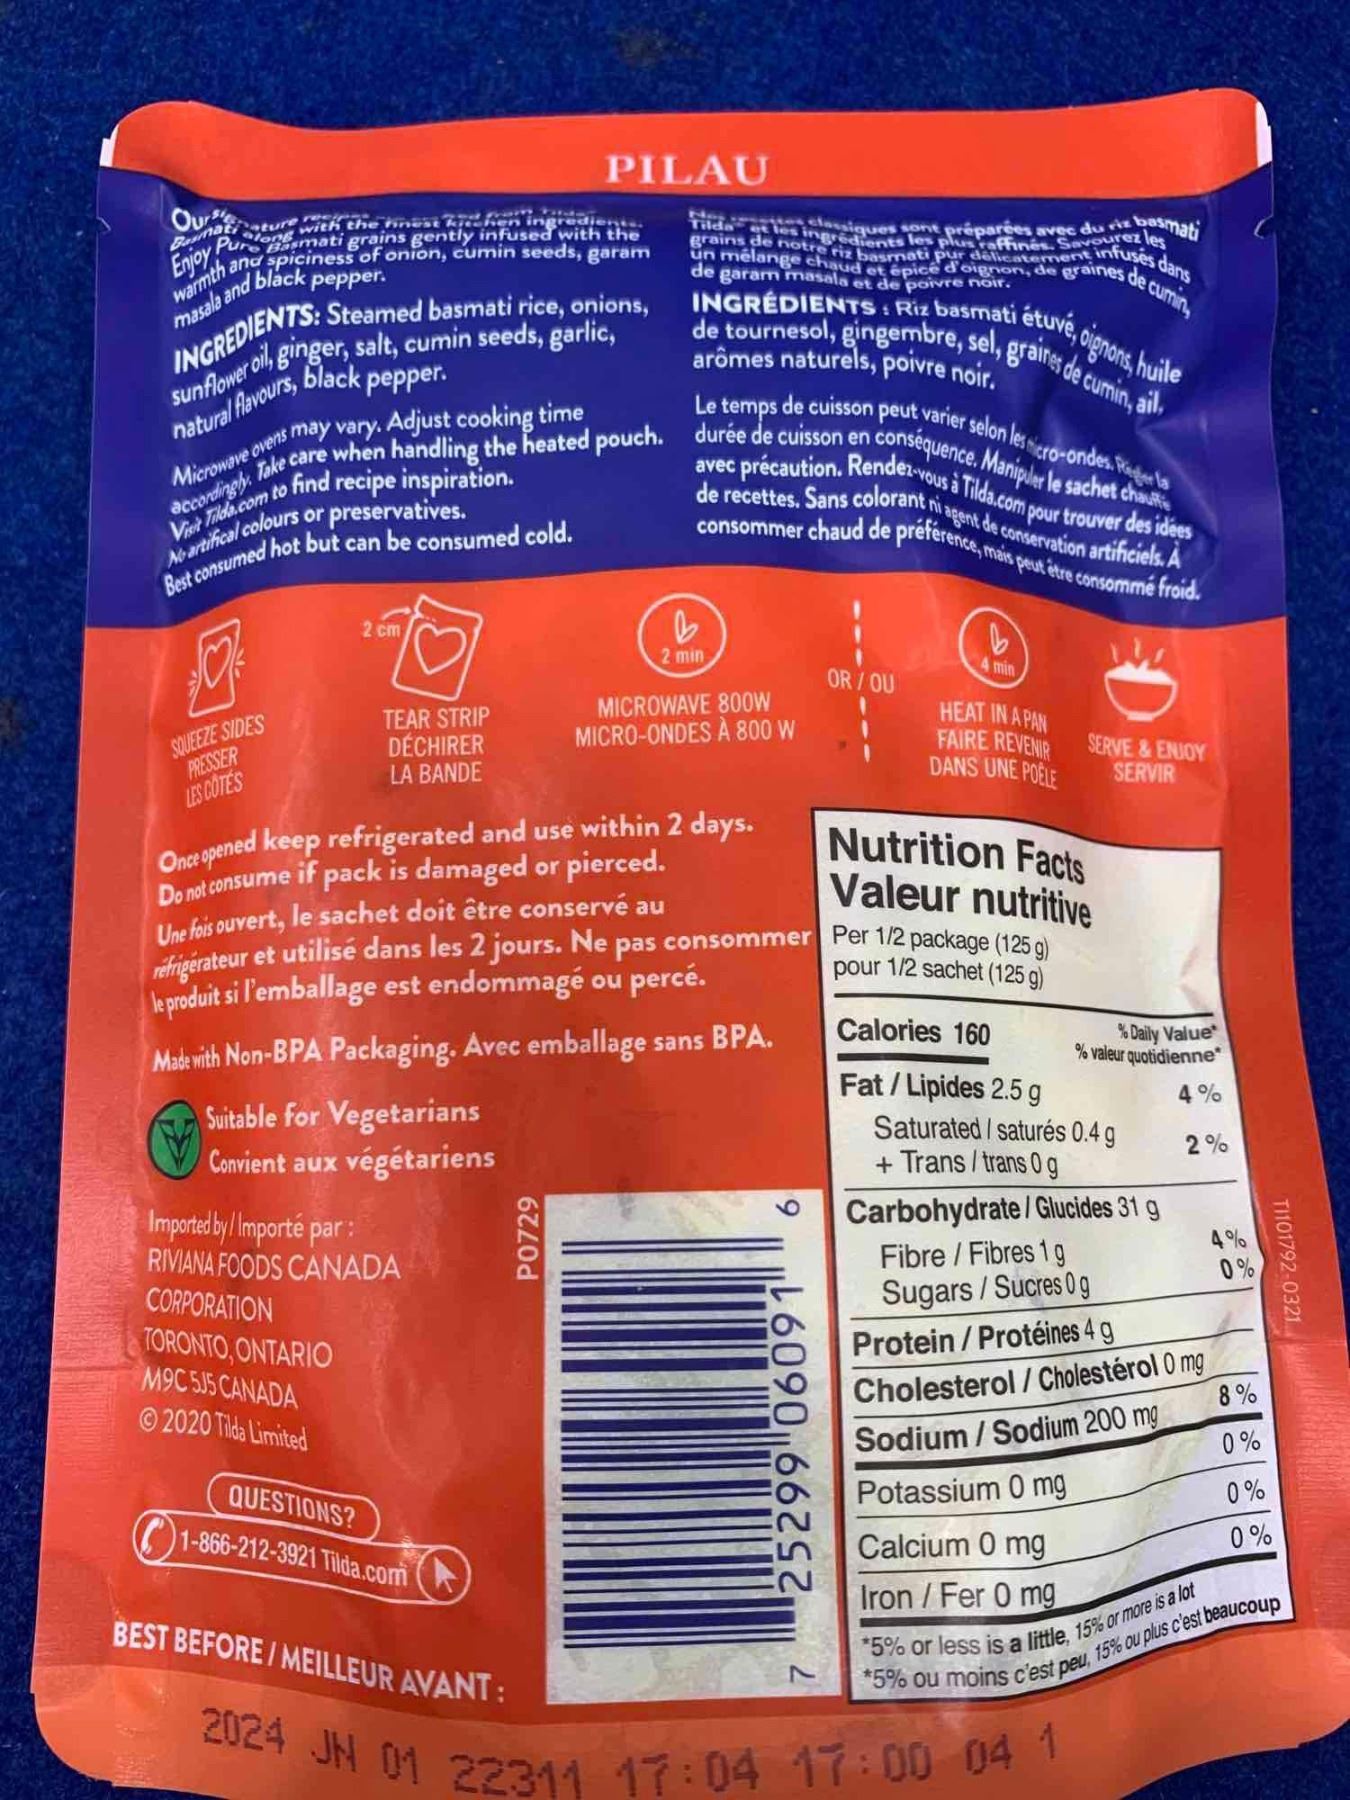 PILAU
Our signature recipes
Basmati along with the finest kitchen ingredients.
Enjoy Pure Basmati grains gently infused with the
warmth and spiciness of onion, cumin seeds, garam
masala and black pepper.
INGREDIENTS: Steamed basmati rice, onions,
sunflower oil, ginger, salt, cumin seeds, garlic,
natural flavours, black pepper.
Microwave ovens may vary. Adjust cooking time
accordingly. Take care when handling the heated pouch.
Visit Tilda.com to find recipe inspiration.
No artifical colours or preservatives.
Best consumed hot but can be consumed cold.
classiques sont préparées avec du riz basmati
Tilda et les ingrédients les plus raffinés. Savourez les
grains de notre riz basmati pur délicatement infusés dans
un mélange chaud et épicé d'oignon, de graines de cumin,
de garam masala et de poivre noir.
INGRÉDIENTS : Riz basmati étuvé, oignons, huile
de tournesol, gingembre, sel, graines de cumin, ail,
arômes naturels, poivre noir.
Le temps de cuisson peut varier selon les micro-ondes. Régler la
durée de cuisson en conséquence. Manipuler le sachet chauffé
avec précaution. Rendez-vous à Tilda.com pour trouver des idées
de recettes. Sans colorant ni agent de conservation artificiels. À
consommer chaud de préférence, mais peut être consommé froid.
SQUEEZE SIDES
PRESSER
LES CÔTÉS
2 cm
TEAR STRIP
DÉCHIRER
LA BANDE
2 min
MICROWAVE 800W
MICRO-ONDES À 800 W
OR / OU
4 min
HEAT IN A PAN
FAIRE REVENIR
DANS UNE POÊLE
SERVE & ENJOY
SERVIR
Once opened keep refrigerated and use within 2 days.
Do not consume if pack is damaged or pierced.
Une fois ouvert, le sachet doit être conservé au
réfrigérateur et utilisé dans les 2 jours. Ne pas consommer
le produit si l'emballage est endommagé ou percé.
Made with Non-BPA Packaging. Avec emballage sans BPA.
Suitable for Vegetarians
Convient aux végétariens
Imported by / Importé par :
RIVIANA FOODS CANADA
CORPORATION
TORONTO, ONTARIO
M9C 5J5 CANADA
© 2020 Tilda Limited
QUESTIONS?
1-866-212-3921 Tilda.com
P0729
7 25299 06091 6
Nutrition Facts
Valeur nutritive
Per 1/2 package (125 g)
pour 1/2 sachet (125 g)
Calories 160
% Daily Value*
% valeur quotidienne*
Fat / Lipides 2.5 g 4 %
Saturated / saturés 0.4 g
+ Trans / trans 0 g 2 %
Carbohydrate / Glucides 31 g
Fibre / Fibres 1 g 4 %
Sugars / Sucres 0 g 0 %
Protein / Protéines 4 g
Cholesterol / Cholestérol 0 mg
Sodium / Sodium 200 mg 8 %
Potassium 0 mg 0 %
Calcium 0 mg 0 %
Iron / Fer 0 mg 0 %
*5% or less is a little, 15% or more is a lot
*5% ou moins c'est peu, 15% ou plus c'est beaucoup
TI101792-0321
BEST BEFORE / MEILLEUR AVANT :
2024 JN 01 22311 17:04 17:00 04 1